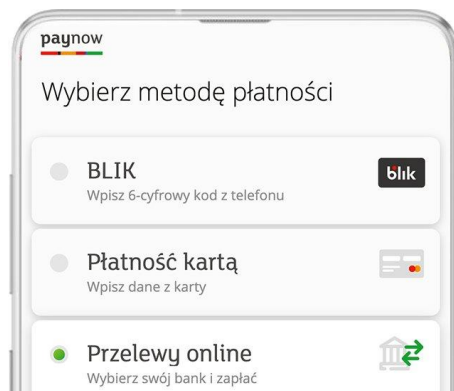 paynow
Wybierz metodę płatności
BLIK
blik
Wpisz 6-cyfrowy kod z telefonu
Płatność kartą
Wpisz dane z karty
Przelewy online
Wybierz swój bank i zapłać